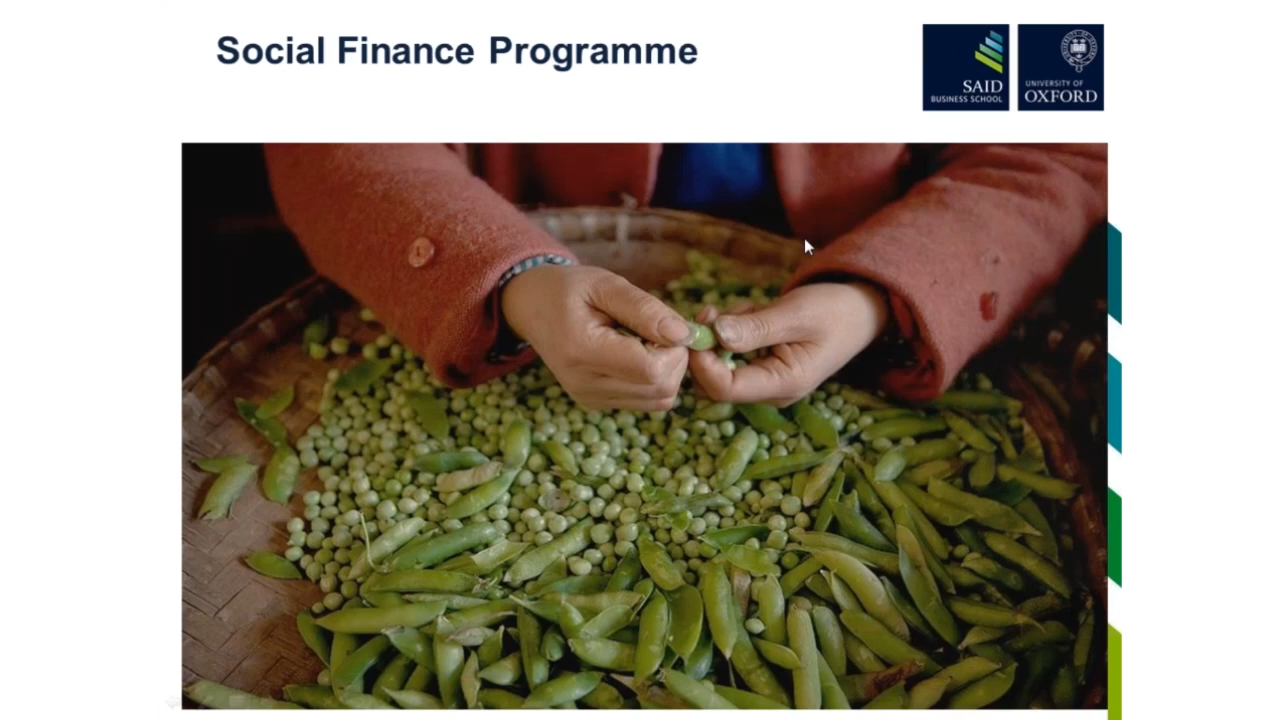 Social Finance Programme
SAID
BUSINESS SCHOOL
UNIVERSITY OF
OXFORD